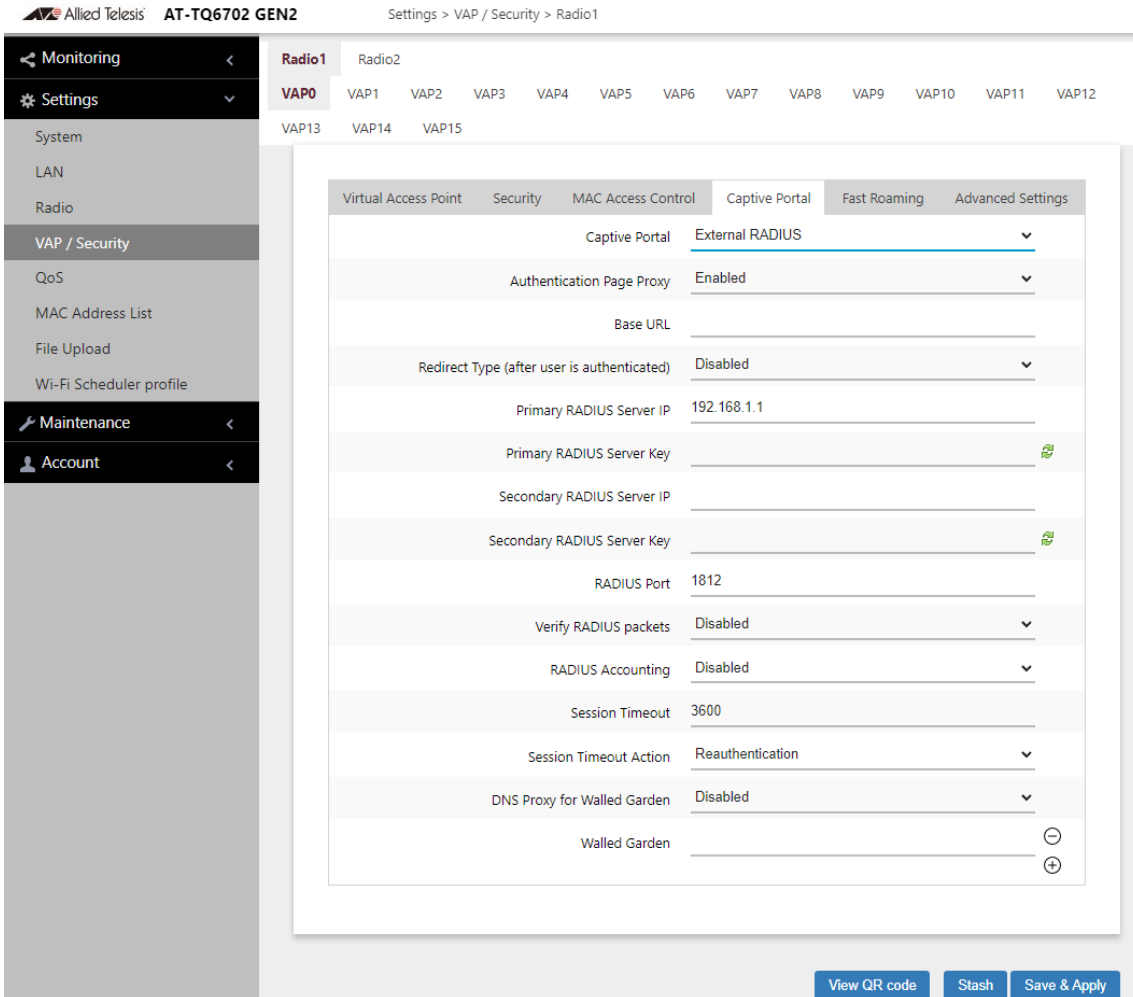 Allied Telesis AT-TQ6702 GEN2 Settings > VAP / Security > Radio1
Monitoring
Settings
System
LAN
Radio
VAP / Security
QoS
MAC Address List
File Upload
Wi-Fi Scheduler profile
Maintenance
Account
Radio1 Radio2
VAP0 VAP1 VAP2 VAP3 VAP4 VAP5 VAP6 VAP7 VAP8 VAP9 VAP10 VAP11 VAP12
VAP13 VAP14 VAP15
Virtual Access Point Security MAC Access Control Captive Portal Fast Roaming Advanced Settings
Captive Portal External RADIUS
Authentication Page Proxy Enabled
Base URL
Redirect Type (after user is authenticated) Disabled
Primary RADIUS Server IP 192.168.1.1
Primary RADIUS Server Key
Secondary RADIUS Server IP
Secondary RADIUS Server Key
RADIUS Port 1812
Verify RADIUS packets Disabled
RADIUS Accounting Disabled
Session Timeout 3600
Session Timeout Action Reauthentication
DNS Proxy for Walled Garden Disabled
Walled Garden
View QR code Stash Save & Apply